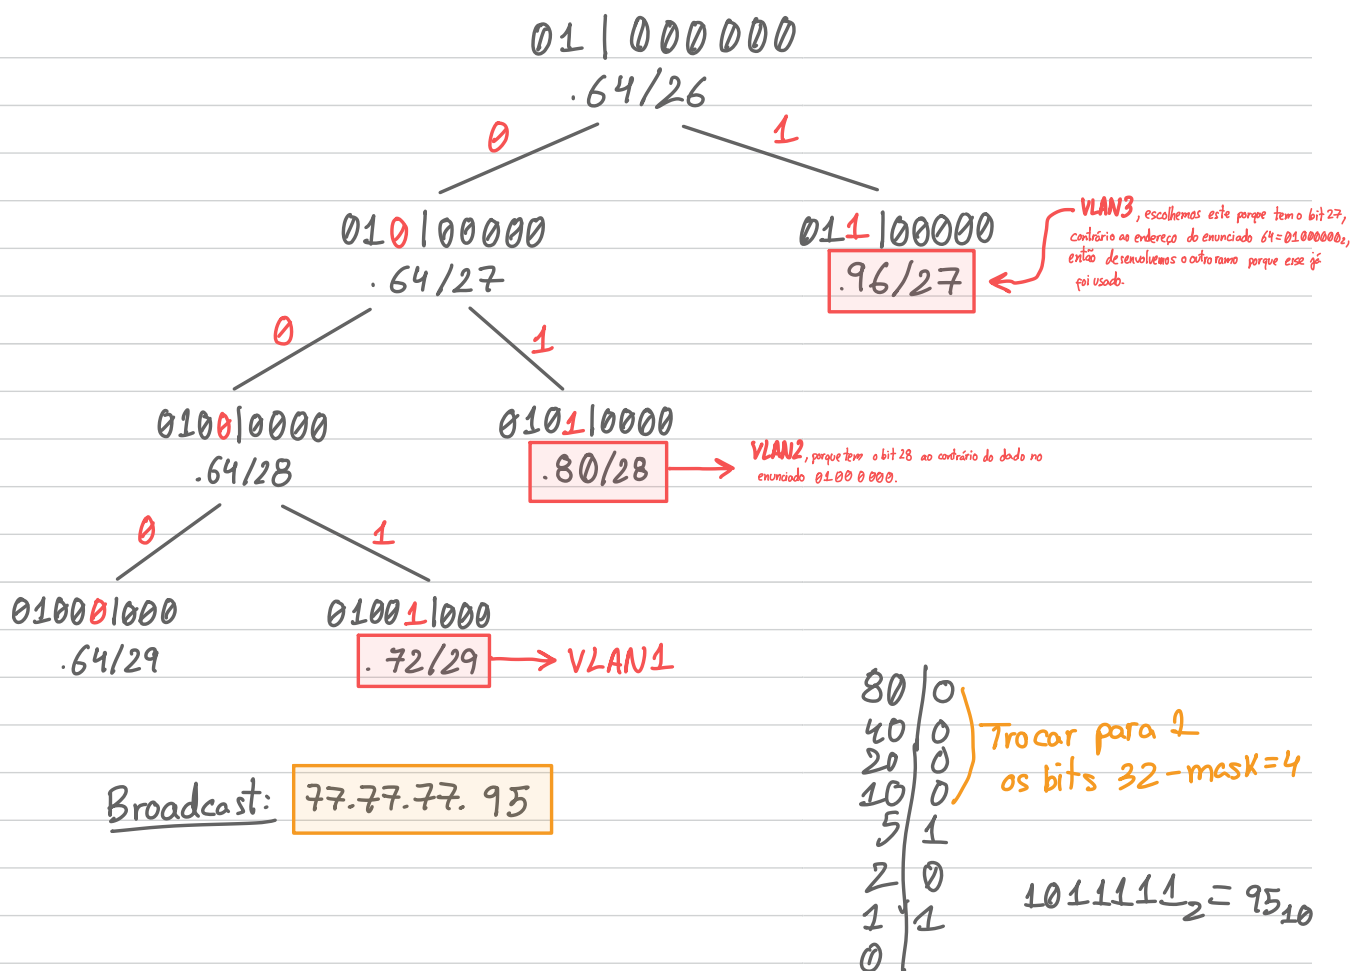 01|000000
.64/26
0
1
010|00000
.64/27
011|00000
.96/27
VLAN3, escolhemos este porque tem o bit 27,
contrário ao endereço do enunciado 64=01000000₂,
então desenvolvemos o outro ramo porque esse já
foi usado.
0
1
0100|0000
.64/28
0101|0000
.80/28
VLAN2, porque tem o bit 28 ao contrário do dado no
enunciado 0100 0000.
0
1
01000|000
.64/29
01001|000
.72/29
VLAN1
Broadcast: 77.77.77.95
80|0
40|0
20|0
10|0
5|1
2|0
1|1
0|
Trocar para 1
os bits 32-mask=4
1011111₂=95₁₀